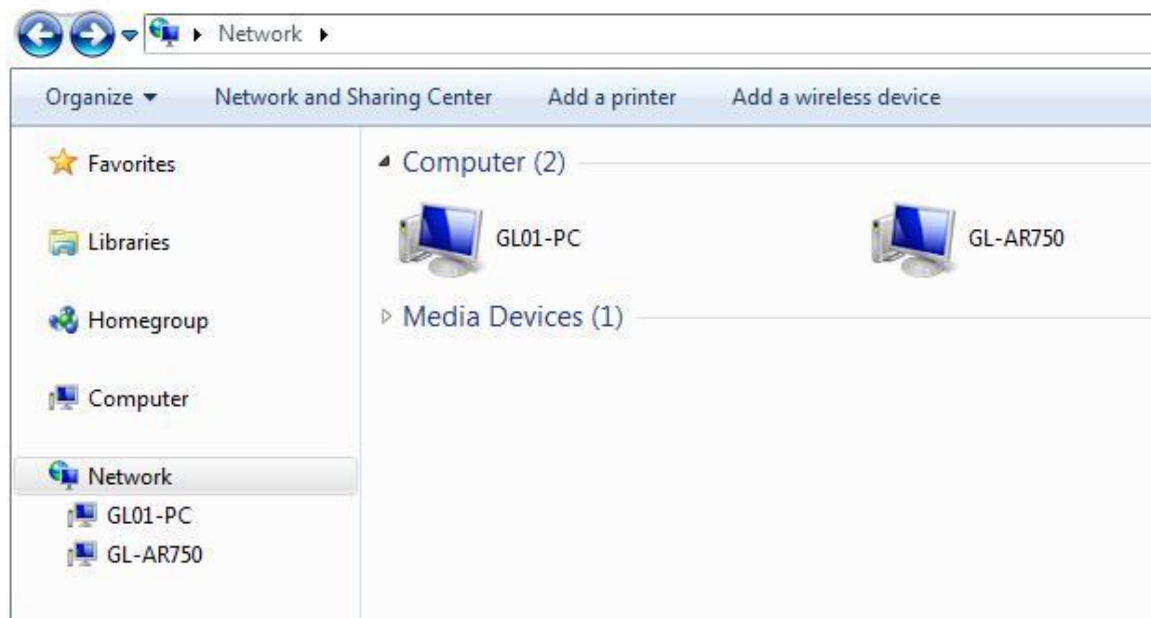 Network
Organize Network and Sharing Center Add a printer Add a wireless device
Favorites
Libraries
Homegroup
Computer
Network
GL01-PC
GL-AR750
Computer (2)
GL01-PC GL-AR750
Media Devices (1)